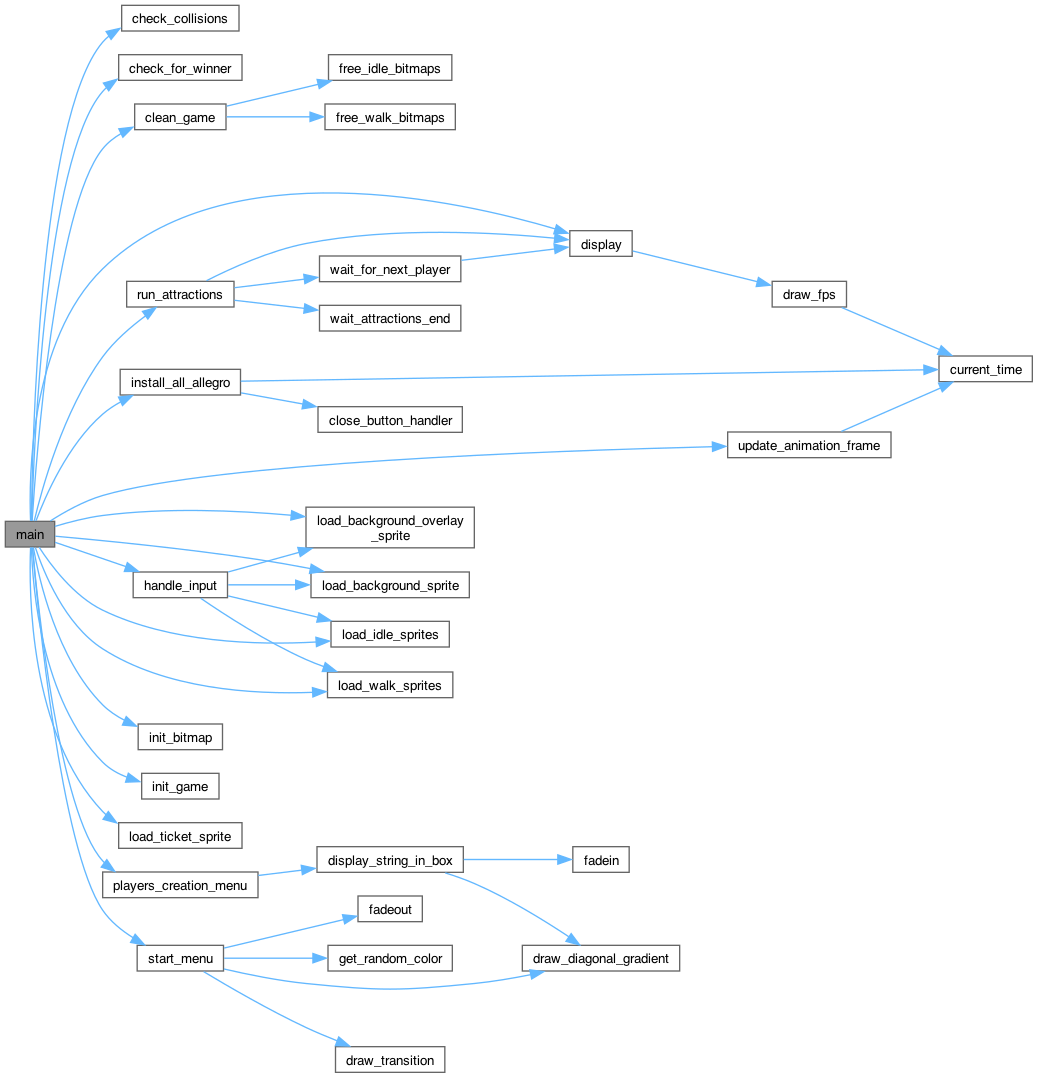 check_collisions
check_for_winner
free_idle_bitmaps
clean_game
free_walk_bitmaps
display
wait_for_next_player
run_attractions
draw_fps
wait_attractions_end
current_time
install_all_allegro
close_button_handler
update_animation_frame
load_background_overlay
_sprite
main
handle_input
load_background_sprite
load_idle_sprites
load_walk_sprites
init_bitmap
init_game
load_ticket_sprite
display_string_in_box
fadein
players_creation_menu
fadeout
start_menu
get_random_color
draw_diagonal_gradient
draw_transition